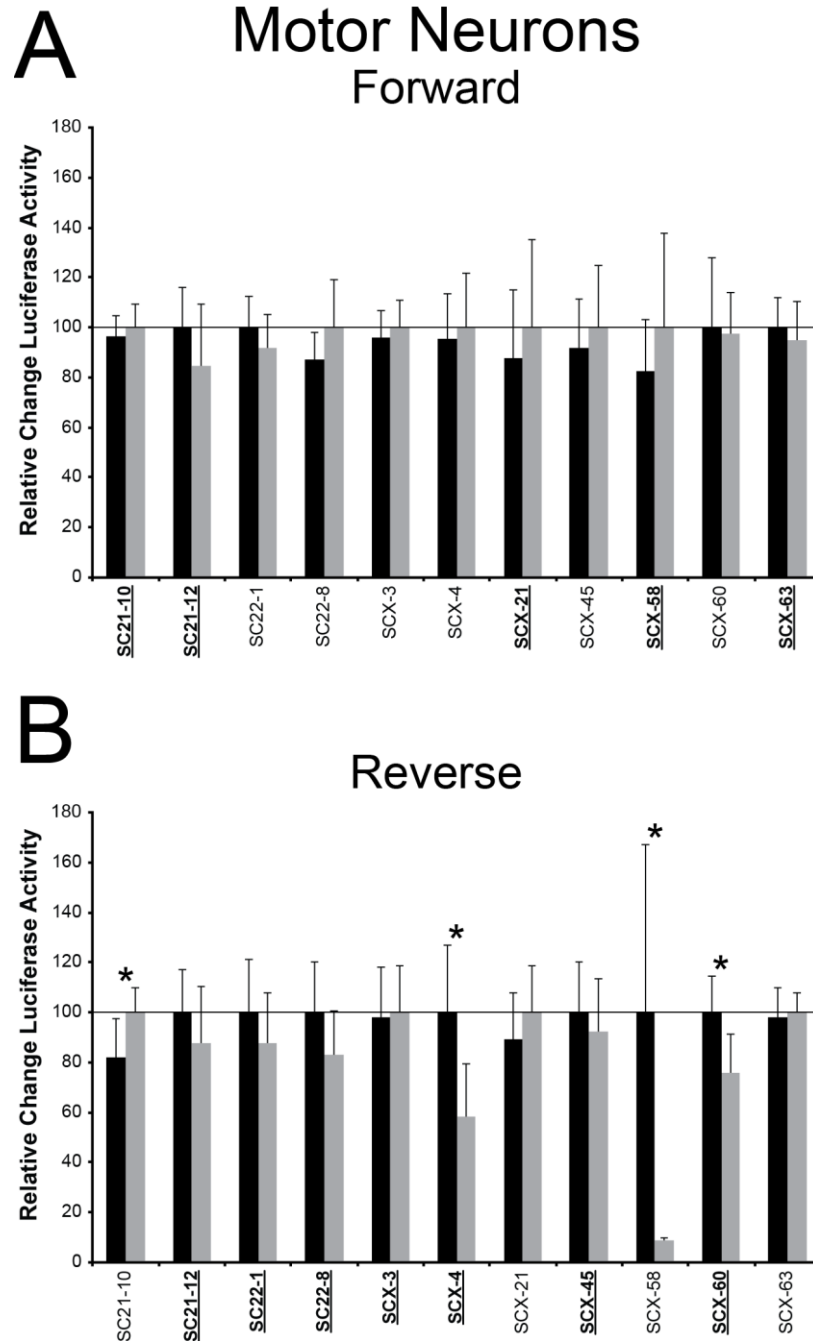 A
Motor Neurons
Forward
Relative Change Luciferase Activity
180
160
140
120
100
80
60
40
20
0
SC21-10
SC21-12
SC22-1
SC22-8
SCX-3
SCX-4
SCX-21
SCX-45
SCX-58
SCX-60
SCX-63
B
Reverse
Relative Change Luciferase Activity
180
160
140
120
100
80
60
40
20
0
*
*
*
*
SC21-10
SC21-12
SC22-1
SC22-8
SCX-3
SCX-4
SCX-21
SCX-45
SCX-58
SCX-60
SCX-63